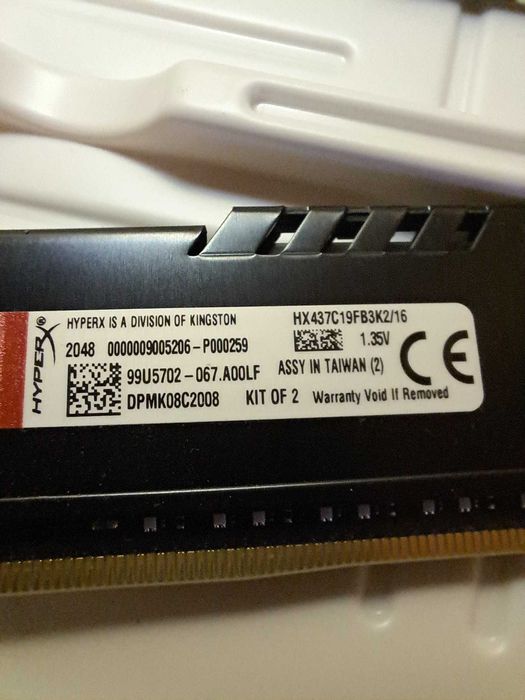 HYPERX®
HYPERX IS A DIVISION OF KINGSTON
2048 0000009005206-P000259
99U5702-067.A00LF
DPMK08C2008
HX437C19FB3K2/16
1.35V
ASSY IN TAIWAN (2)
KIT OF 2 Warranty Void If Removed
CE